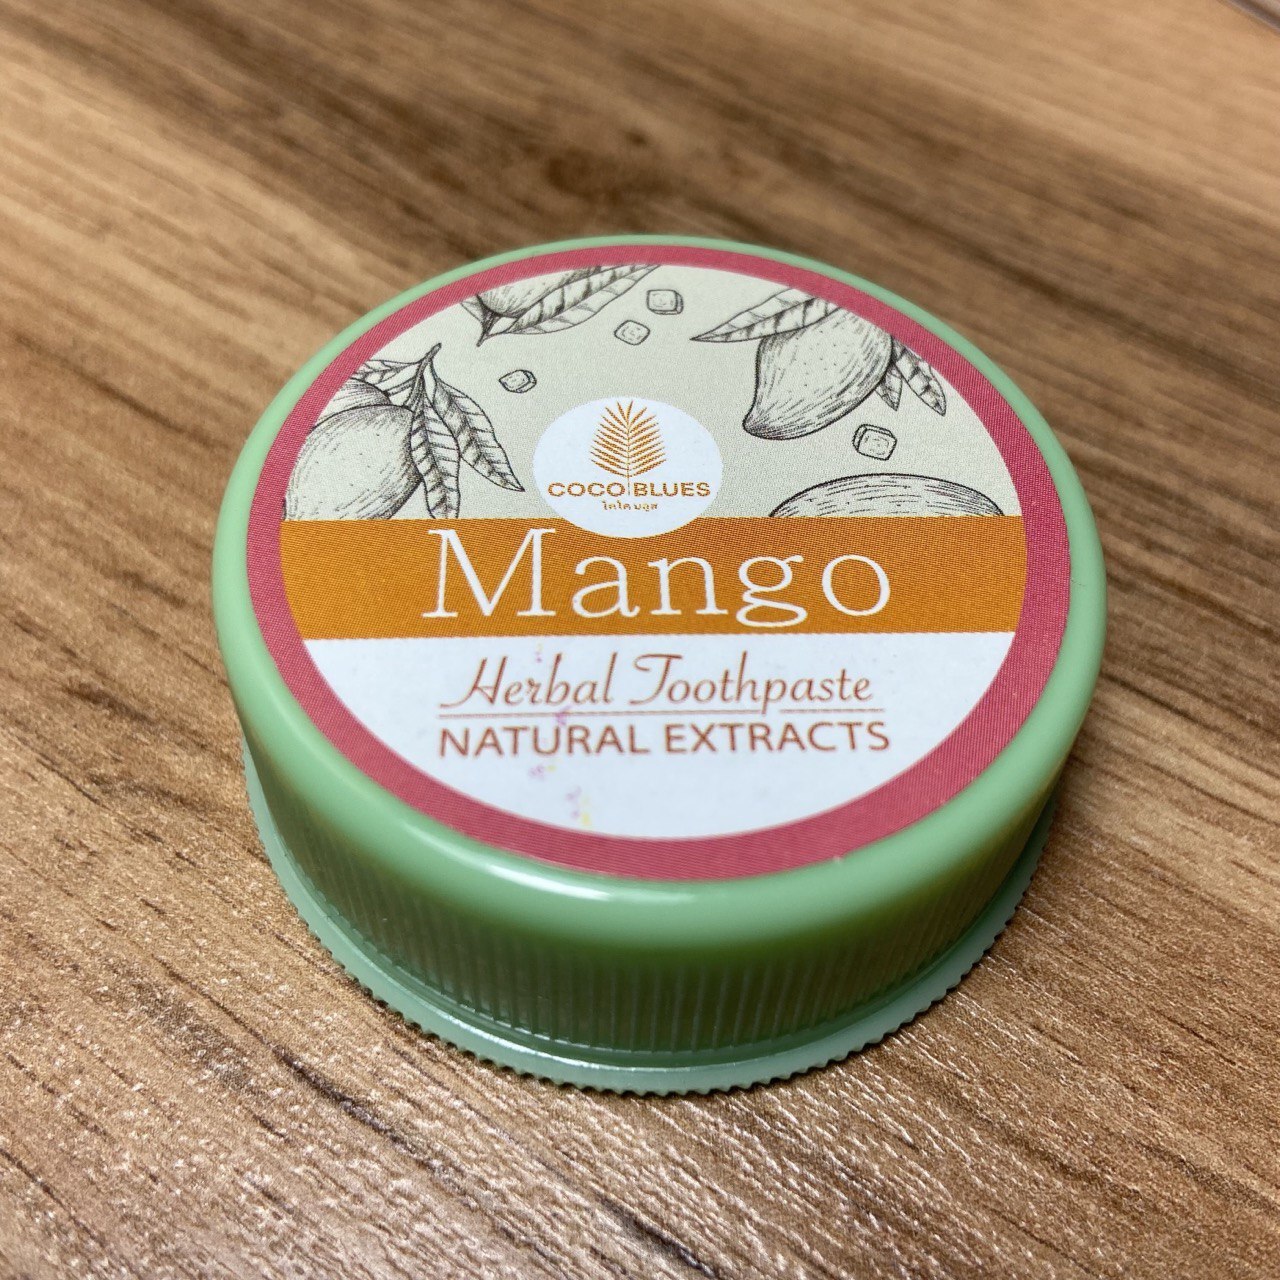 COCO BLUES
โคโค บลูส
Mango
Herbal Toothpaste
NATURAL EXTRACTS